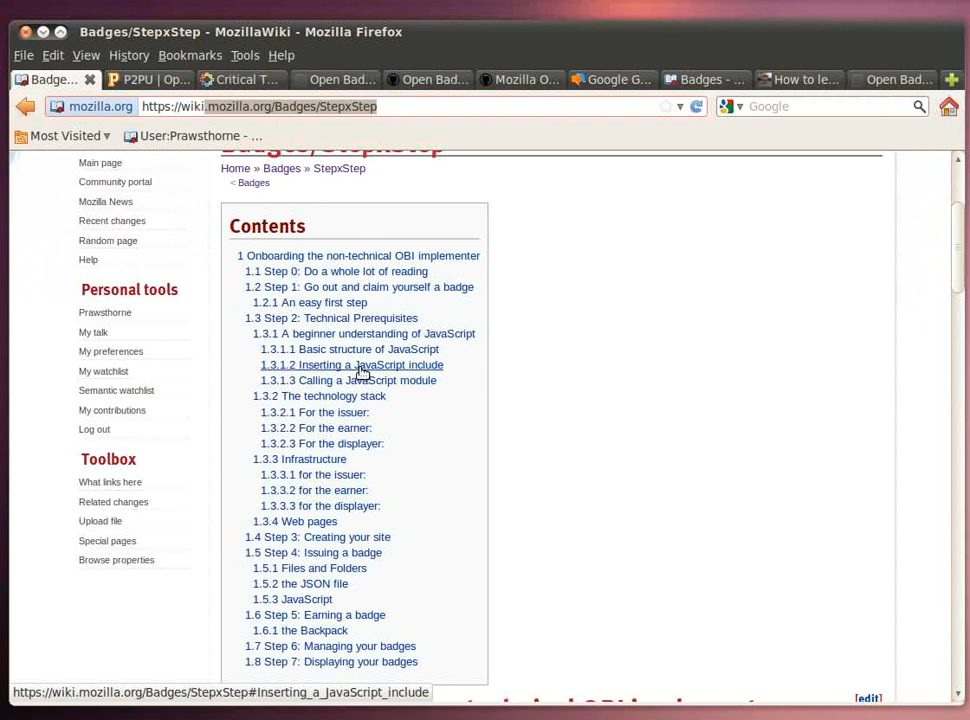 Badges/StepxStep - MozillaWiki - Mozilla Firefox
File Edit View History Bookmarks Tools Help
Badge... P2PU | Op... Critical T... Open Bad... Open Bad... Mozilla O... Google G... Badges - ... How to le... Open Bad...
mozilla.org https://wiki.mozilla.org/Badges/StepxStep Google
Most Visited User:Prawsthorne - ...
Badges/StepxStep
Main page
Home » Badges » StepxStep
Community portal
< Badges
Mozilla News
Recent changes
Random page
Help
Personal tools
Prawsthorne
My talk
My preferences
My watchlist
Semantic watchlist
My contributions
Log out
Toolbox
What links here
Related changes
Upload file
Special pages
Browse properties
Contents
1 Onboarding the non-technical OBI implementer
1.1 Step 0: Do a whole lot of reading
1.2 Step 1: Go out and claim yourself a badge
1.2.1 An easy first step
1.3 Step 2: Technical Prerequisites
1.3.1 A beginner understanding of JavaScript
1.3.1.1 Basic structure of JavaScript
1.3.1.2 Inserting a JavaScript include
1.3.1.3 Calling a JavaScript module
1.3.2 The technology stack
1.3.2.1 For the issuer:
1.3.2.2 For the earner:
1.3.2.3 For the displayer:
1.3.3 Infrastructure
1.3.3.1 for the issuer:
1.3.3.2 for the earner:
1.3.3.3 for the displayer:
1.3.4 Web pages
1.4 Step 3: Creating your site
1.5 Step 4: Issuing a badge
1.5.1 Files and Folders
1.5.2 the JSON file
1.5.3 JavaScript
1.6 Step 5: Earning a badge
1.6.1 the Backpack
1.7 Step 6: Managing your badges
1.8 Step 7: Displaying your badges
https://wiki.mozilla.org/Badges/StepxStep#Inserting_a_JavaScript_include
[edit]